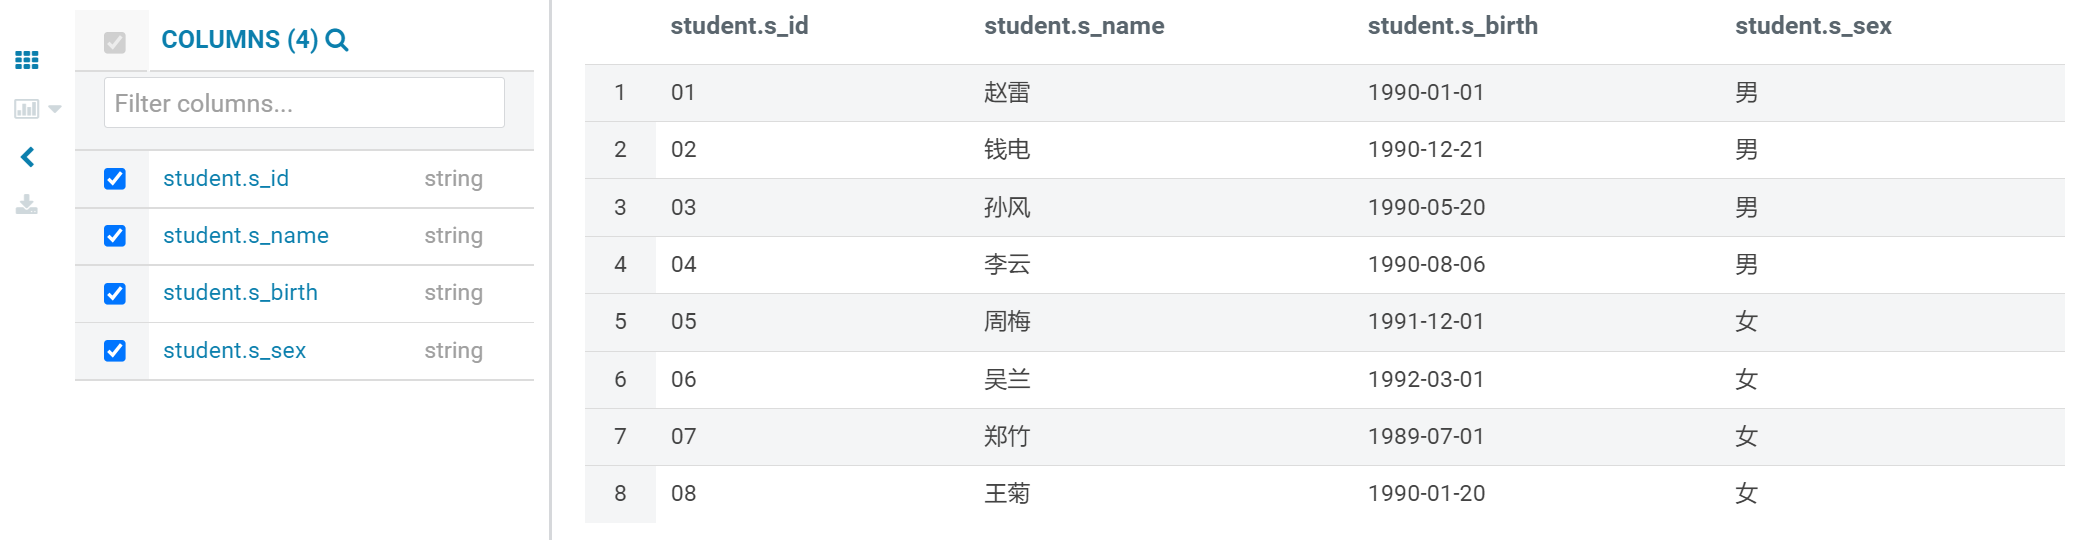 COLUMNS (4)
Filter columns...
student.s_id string
student.s_name string
student.s_birth string
student.s_sex string
student.s_id student.s_name student.s_birth student.s_sex
1 01 赵雷 1990-01-01 男
2 02 钱电 1990-12-21 男
3 03 孙风 1990-05-20 男
4 04 李云 1990-08-06 男
5 05 周梅 1991-12-01 女
6 06 吴兰 1992-03-01 女
7 07 郑竹 1989-07-01 女
8 08 王菊 1990-01-20 女